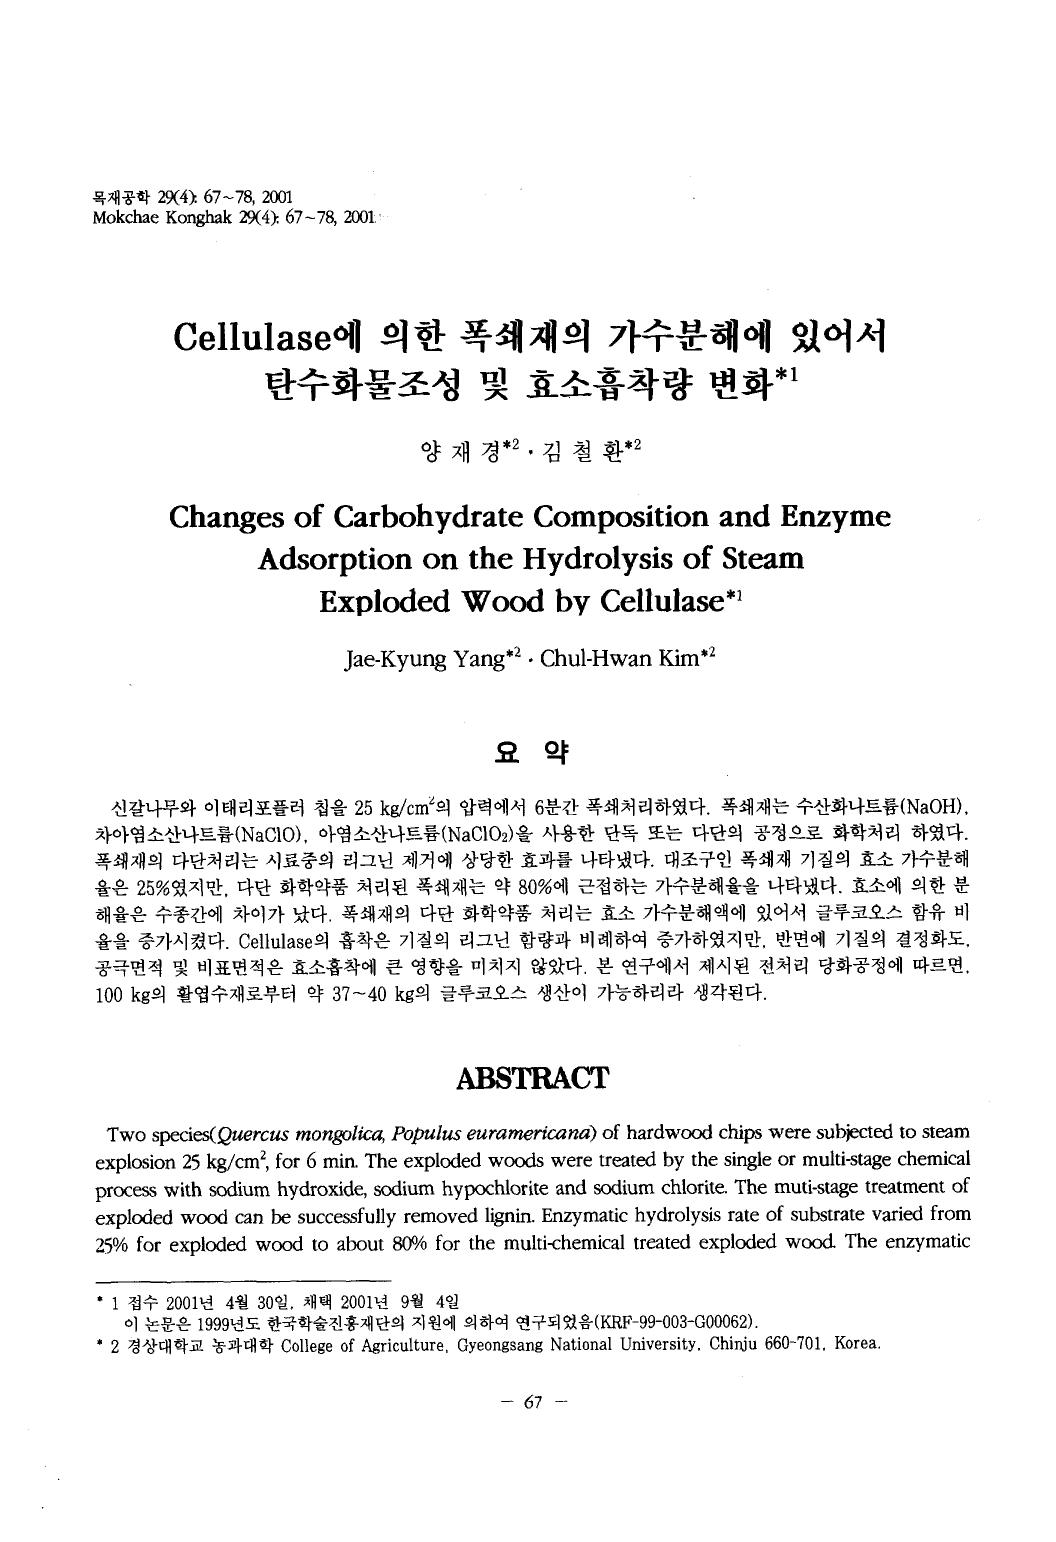 목재공학 29(4): 67~78, 2001
Mokchae Konghak 29(4): 67~78, 2001
Cellulase에 의한 폭쇄재의 가수분해에 있어서
탄수화물조성 및 효소흡착량 변화*1
양 재 경*2 · 김 철 환*2
Changes of Carbohydrate Composition and Enzyme
Adsorption on the Hydrolysis of Steam
Exploded Wood by Cellulase*1
Jae-Kyung Yang*2 · Chul-Hwan Kim*2
요 약
신갈나무와 이태리포플러 칩을 25 kg/cm²의 압력에서 6분간 폭쇄처리하였다. 폭쇄재는 수산화나트륨(NaOH),
차아염소산나트륨(NaClO), 아염소산나트륨(NaClO₂)을 사용한 단독 또는 다단의 공정으로 화학처리 하였다.
폭쇄재의 다단처리는 시료중의 리그닌 제거에 상당한 효과를 나타냈다. 대조구인 폭쇄재 기질의 효소 가수분해
율은 25%였지만, 다단 화학약품 처리된 폭쇄재는 약 80%에 근접하는 가수분해율을 나타냈다. 효소에 의한 분
해율은 수종간에 차이가 났다. 폭쇄재의 다단 화학약품 처리는 효소 가수분해액에 있어서 글루코오스 함유 비
율을 증가시켰다. Cellulase의 흡착은 기질의 리그닌 함량과 비례하여 증가하였지만, 반면에 기질의 결정화도,
공극면적 및 비표면적은 효소흡착에 큰 영향을 미치지 않았다. 본 연구에서 제시된 전처리 당화공정에 따르면,
100 kg의 활엽수재로부터 약 37~40 kg의 글루코오스 생산이 가능하리라 생각된다.
ABSTRACT
Two species(Quercus mongolica, Populus euramericana) of hardwood chips were subjected to steam
explosion 25 kg/cm², for 6 min. The exploded woods were treated by the single or multi-stage chemical
process with sodium hydroxide, sodium hypochlorite and sodium chlorite. The muti-stage treatment of
exploded wood can be successfully removed lignin. Enzymatic hydrolysis rate of substrate varied from
25% for exploded wood to about 80% for the multi-chemical treated exploded wood. The enzymatic
* 1 접수 2001년 4월 30일, 채택 2001년 9월 4일
이 논문은 1999년도 한국학술진흥재단의 지원에 의하여 연구되었음(KRF-99-003-G00062).
* 2 경상대학교 농과대학 College of Agriculture, Gyeongsang National University, Chinju 660-701, Korea.
- 67 -